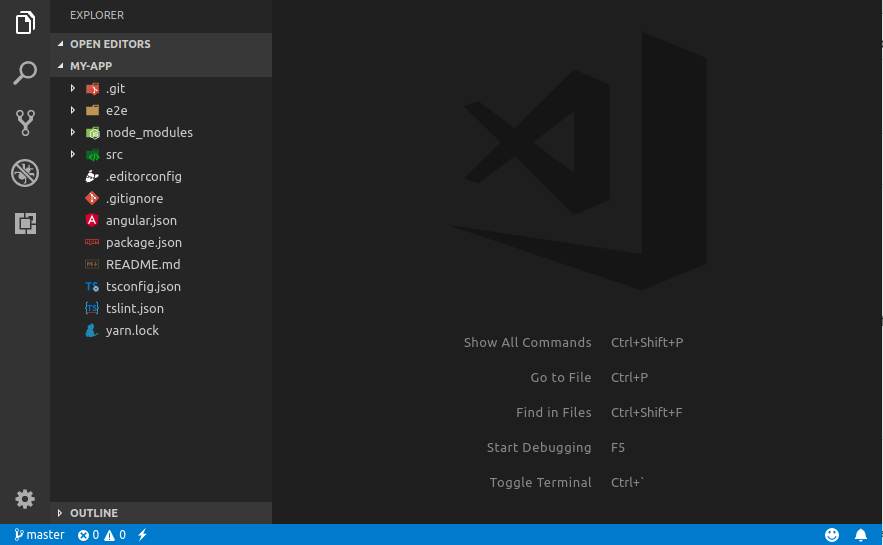 EXPLORER
OPEN EDITORS
MY-APP
.git
e2e
node_modules
src
.editorconfig
.gitignore
angular.json
package.json
README.md
TS tsconfig.json
TS tslint.json
yarn.lock
Show All Commands Ctrl+Shift+P
Go to File Ctrl+P
Find in Files Ctrl+Shift+F
Start Debugging F5
Toggle Terminal Ctrl+`
OUTLINE
master 0 0